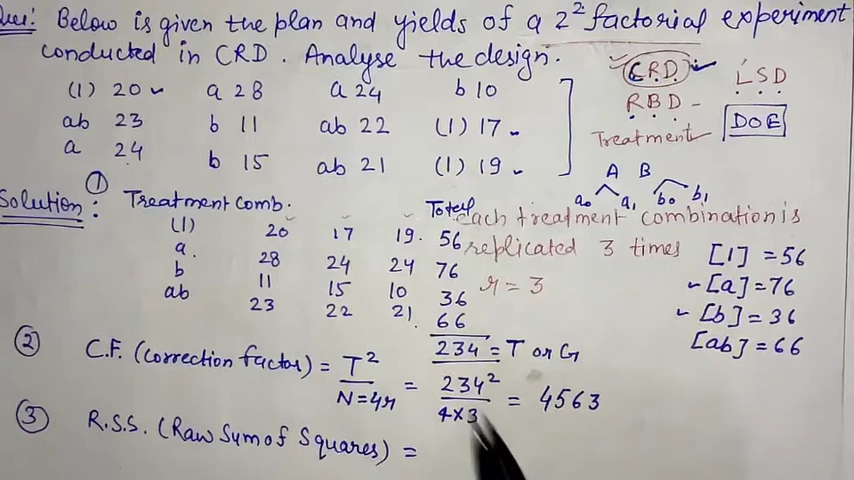 Ques: Below is given the plan and yields of a 2² factorial experiment
conducted in CRD. Analyse the design.
(1) 20 a 28 a 24 b 10
ab 23 b 11 ab 22 (1) 17
a 24 b 15 ab 21 (1) 19
CRD LSD
RBD -
DOE
Treatment
A B
a₀ a₁ b₀ b₁
Solution: ① Treatment Comb. Total
(1) 20 17 19. 56
a 28 24 24 76
b 11 15 10 36
ab 23 22 21. 66
234 = T or G
each treatment combination is
replicated 3 times
r = 3
[1] = 56
[a] = 76
[b] = 36
[ab] = 66
② C.F. (Correction factor) = T²/N=4r = 234²/4×3 = 4563
③ R.S.S. (Raw Sum of Squares) =